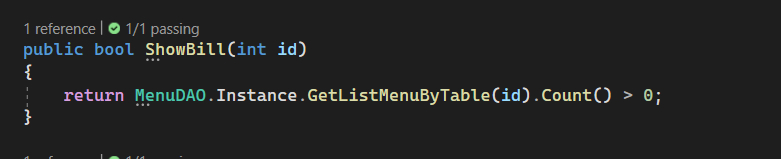 1 reference | 1/1 passing
public bool ShowBill(int id)
{
return MenuDAO.Instance.GetListMenuByTable(id).Count() > 0;
}